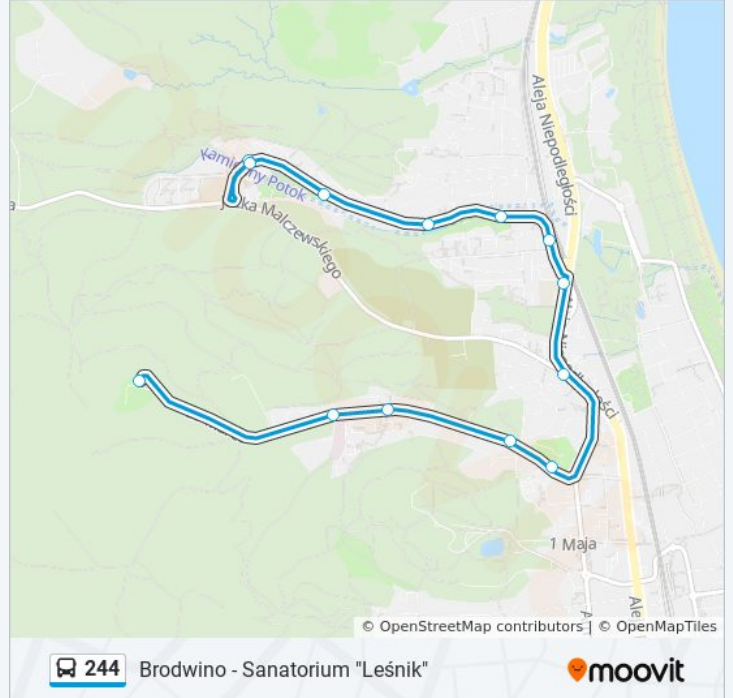 Aleja Niepodległości
Kamienny Potok
Jacka Malczewskiego
1 Maja
© OpenStreetMap contributors | © OpenMapTiles
244 Brodwino - Sanatorium "Leśnik"
moovit